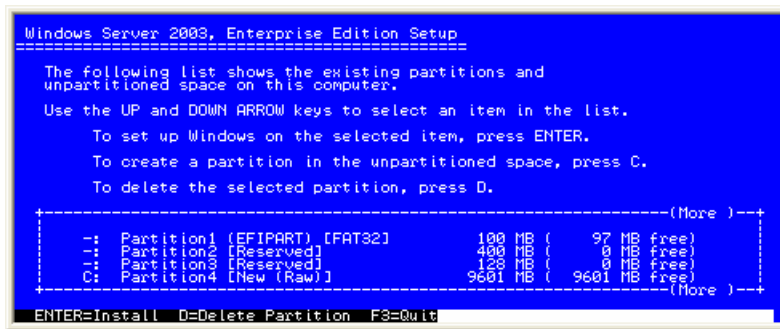 Windows Server 2003, Enterprise Edition Setup
The following list shows the existing partitions and
unpartitioned space on this computer.
Use the UP and DOWN ARROW keys to select an item in the list.
To set up Windows on the selected item, press ENTER.
To create a partition in the unpartitioned space, press C.
To delete the selected partition, press D.
(More )
-: Partition1 (EFIPART) [FAT32] 100 MB ( 97 MB free)
-: Partition2 [Reserved] 400 MB ( 0 MB free)
-: Partition3 [Reserved] 128 MB ( 0 MB free)
C: Partition4 [New (Raw)] 9601 MB ( 9601 MB free)
(More )
ENTER=Install D=Delete Partition F3=Quit